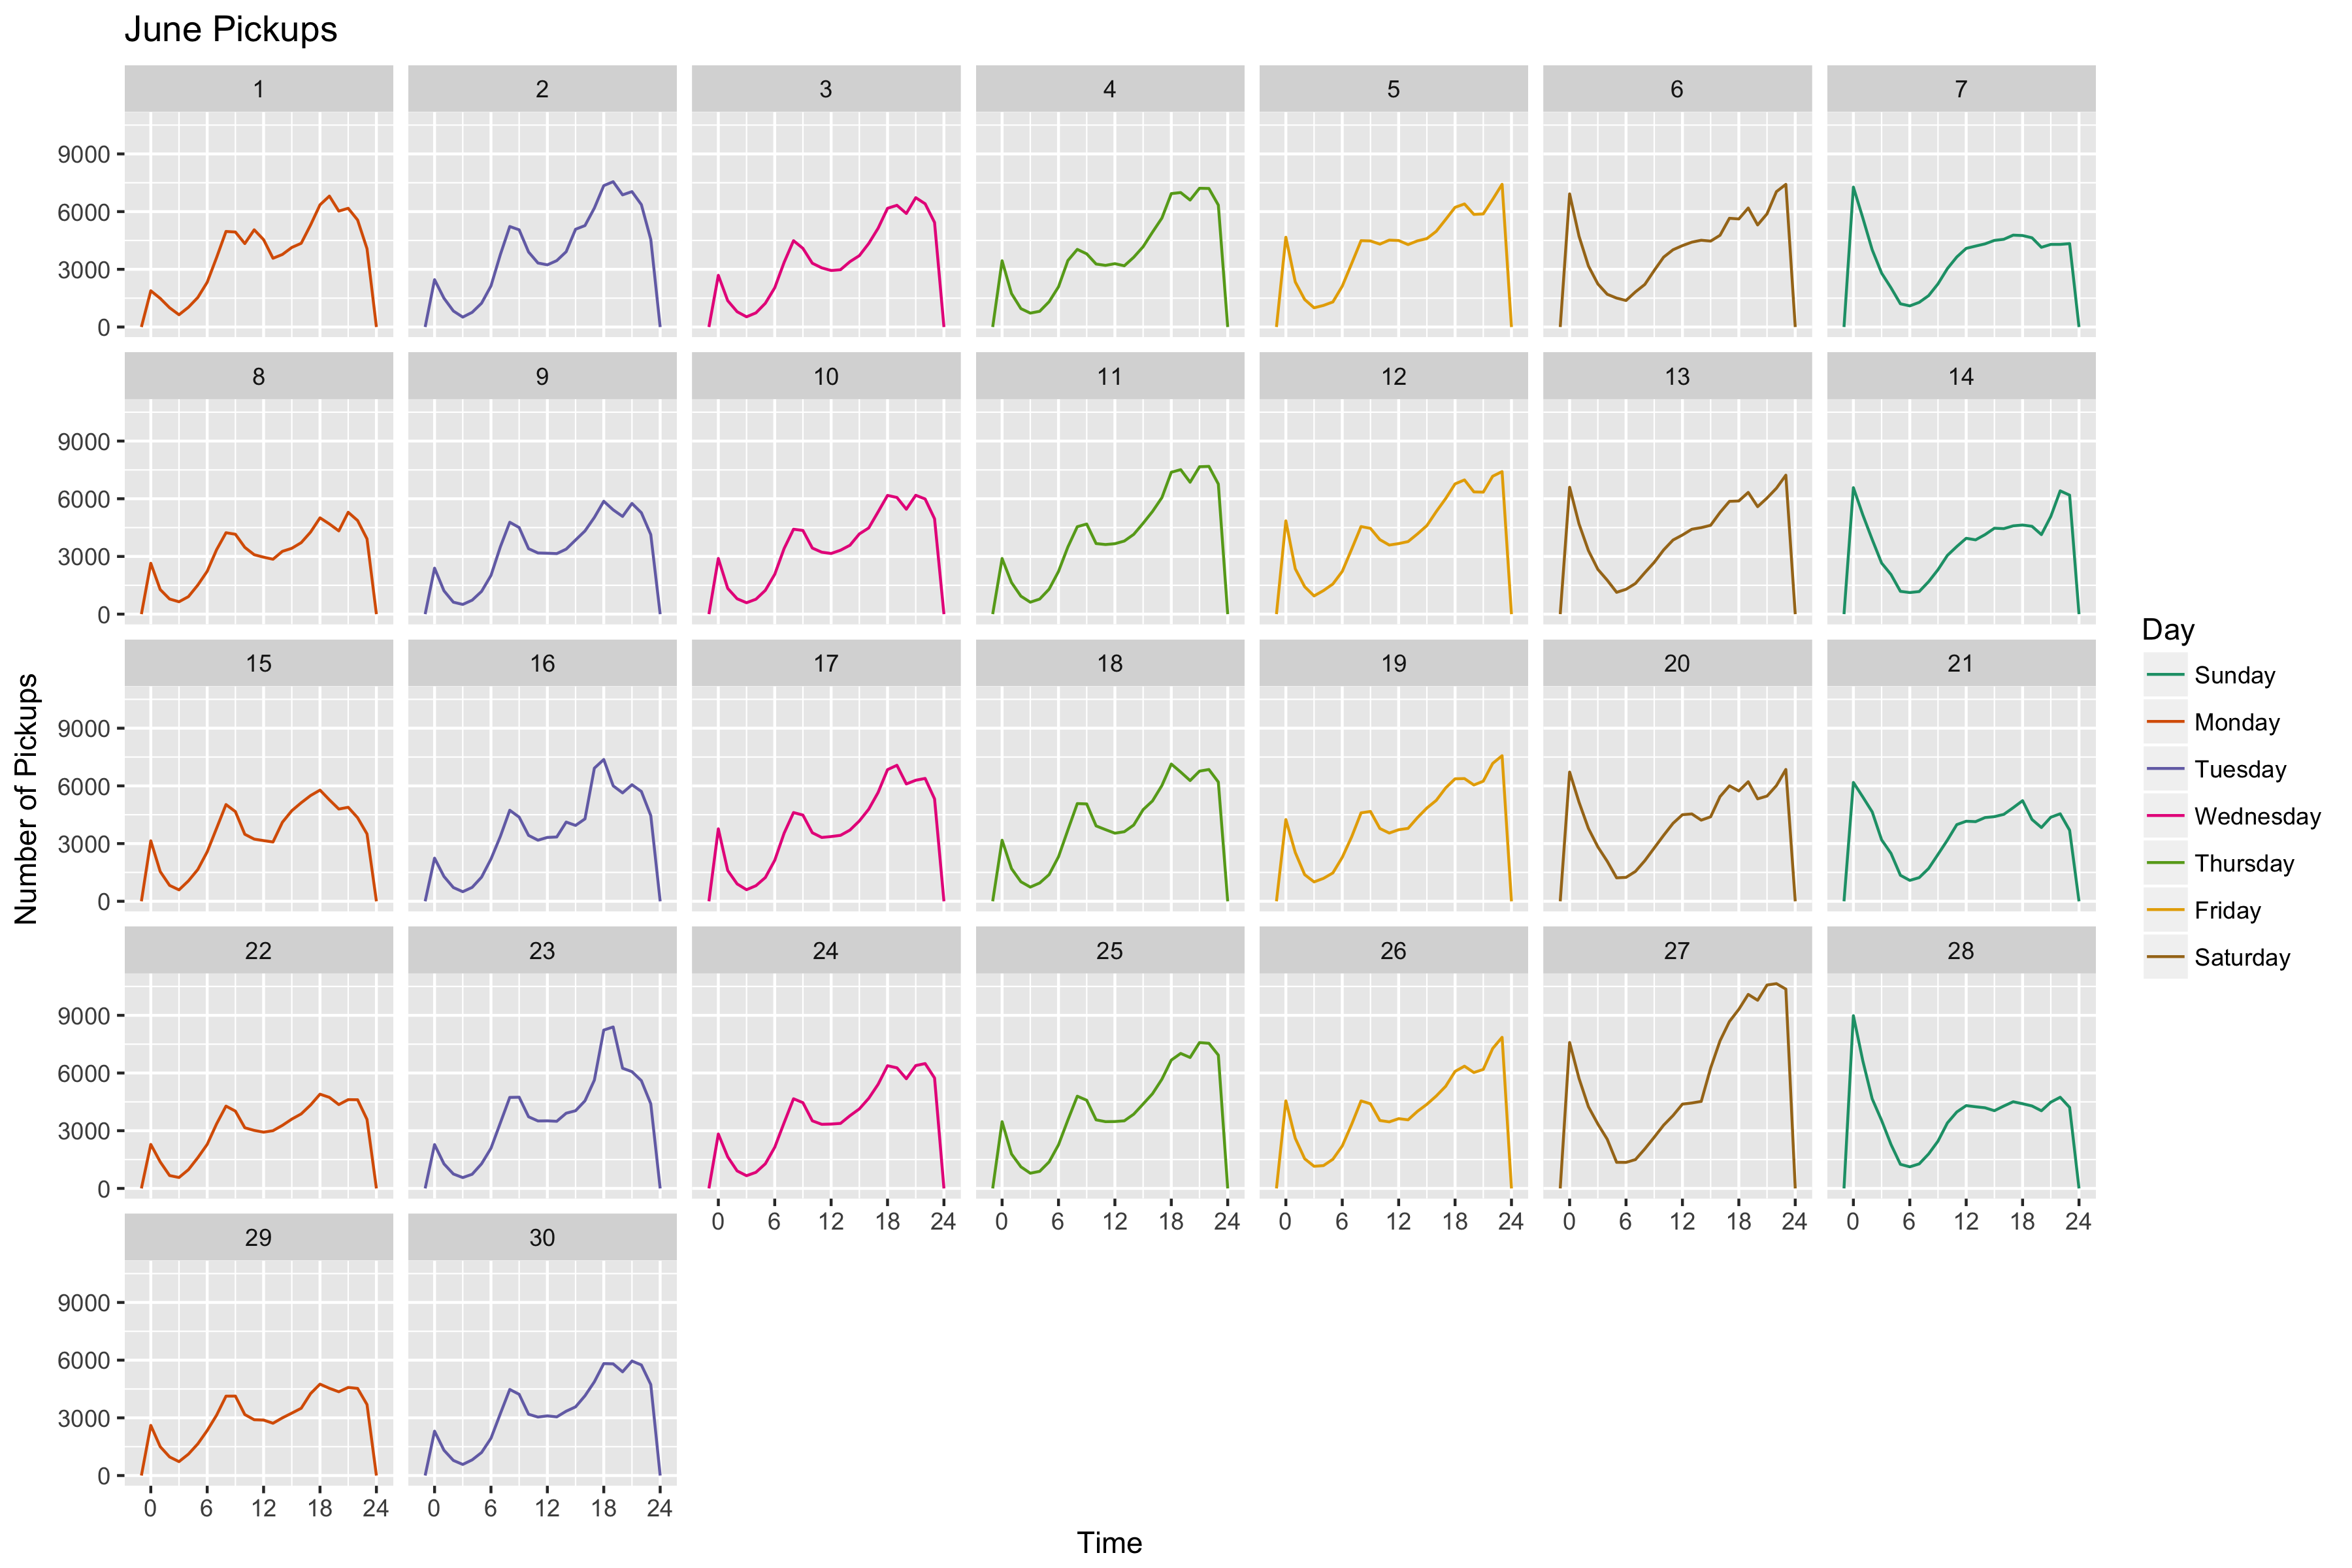 June Pickups
1 2 3 4 5 6 7
9000
6000
3000
0
8 9 10 11 12 13 14
9000
6000
3000
0
15 16 17 18 19 20 21
9000
6000
3000
0
22 23 24 25 26 27 28
9000
6000
3000
0
0 6 12 18 24 0 6 12 18 24 0 6 12 18 24 0 6 12 18 24 0 6 12 18 24
29 30
9000
6000
3000
0
0 6 12 18 24 0 6 12 18 24
Time
Number of Pickups
Day
Sunday
Monday
Tuesday
Wednesday
Thursday
Friday
Saturday